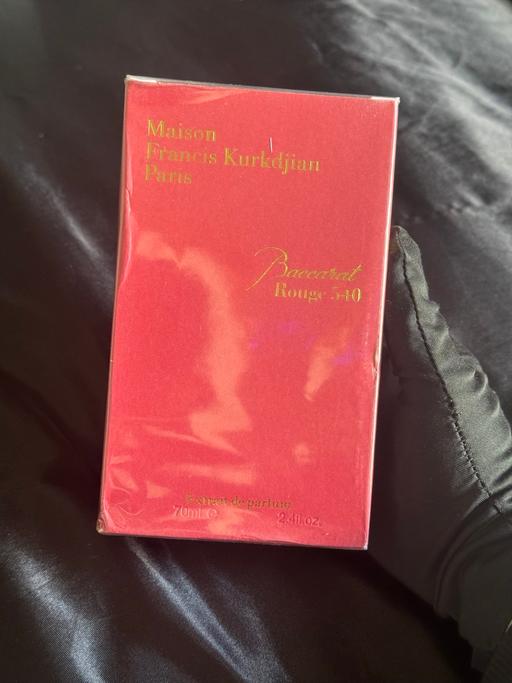 Maison
Francis Kurkdjian
Paris
Baccarat
Rouge 540
Extrait de parfum
70ml. ℮ 2.4fl.oz.